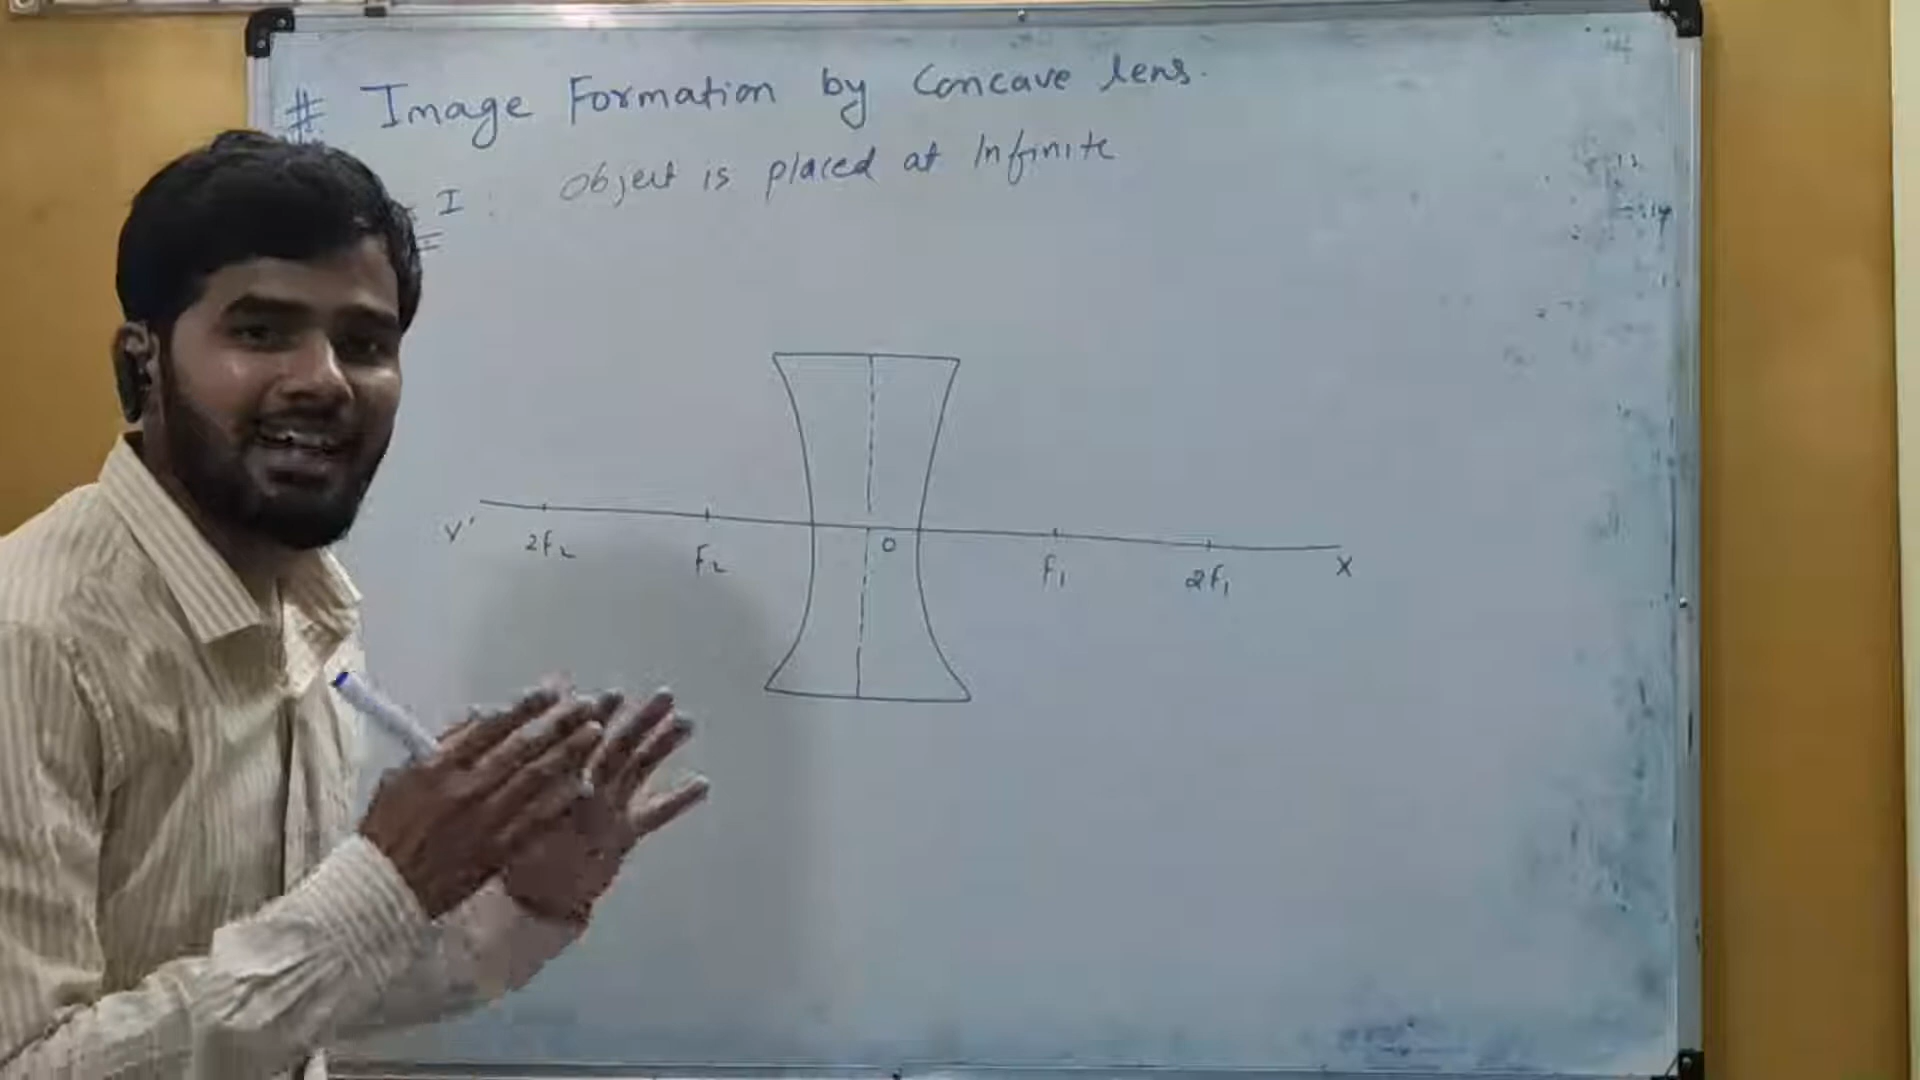 # Image Formation by Concave lens.
I : Object is placed at Infinite
X' 2F₂ F₂ O F₁ 2F₁ X